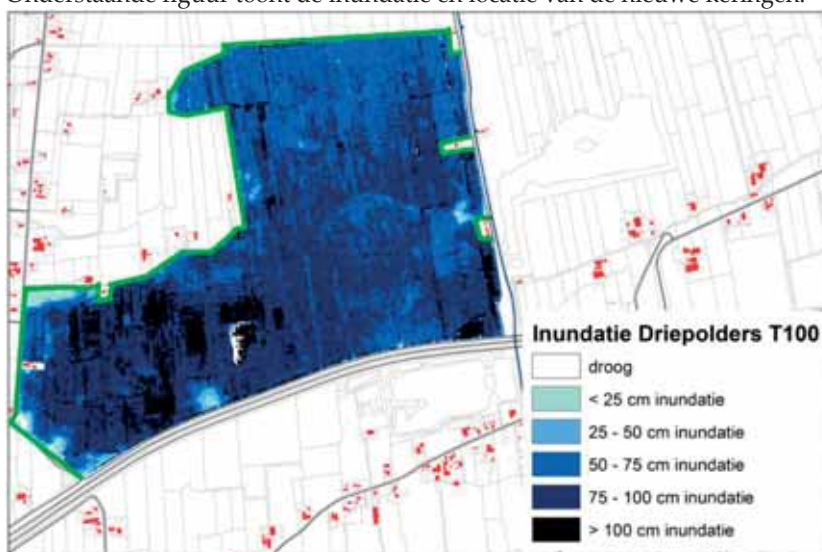 Onderstaande figuur toont de inundatie en locatie van de nieuwe keringen.
Inundatie Driepolders T100
droog
< 25 cm inundatie
25 - 50 cm inundatie
50 - 75 cm inundatie
75 - 100 cm inundatie
> 100 cm inundatie